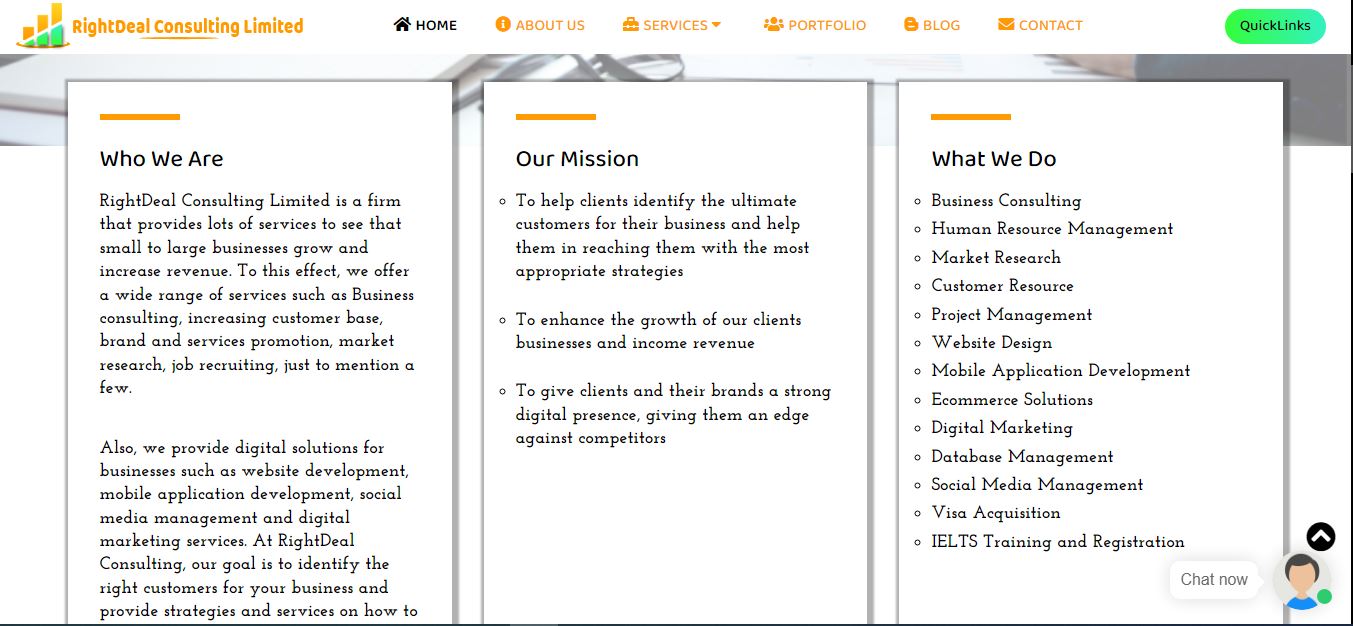 RightDeal Consulting Limited
HOME
ABOUT US
SERVICES
PORTFOLIO
BLOG
CONTACT
QuickLinks
Who We Are
RightDeal Consulting Limited is a firm
that provides lots of services to see that
small to large businesses grow and
increase revenue. To this effect, we offer
a wide range of services such as Business
consulting, increasing customer base,
brand and services promotion, market
research, job recruiting, just to mention a
few.
Also, we provide digital solutions for
businesses such as website development,
mobile application development, social
media management and digital
marketing services. At RightDeal
Consulting, our goal is to identify the
right customers for your business and
provide strategies and services on how to
Our Mission
To help clients identify the ultimate
customers for their business and help
them in reaching them with the most
appropriate strategies
To enhance the growth of our clients
businesses and income revenue
To give clients and their brands a strong
digital presence, giving them an edge
against competitors
What We Do
Business Consulting
Human Resource Management
Market Research
Customer Resource
Project Management
Website Design
Mobile Application Development
Ecommerce Solutions
Digital Marketing
Database Management
Social Media Management
Visa Acquisition
IELTS Training and Registration
Chat now